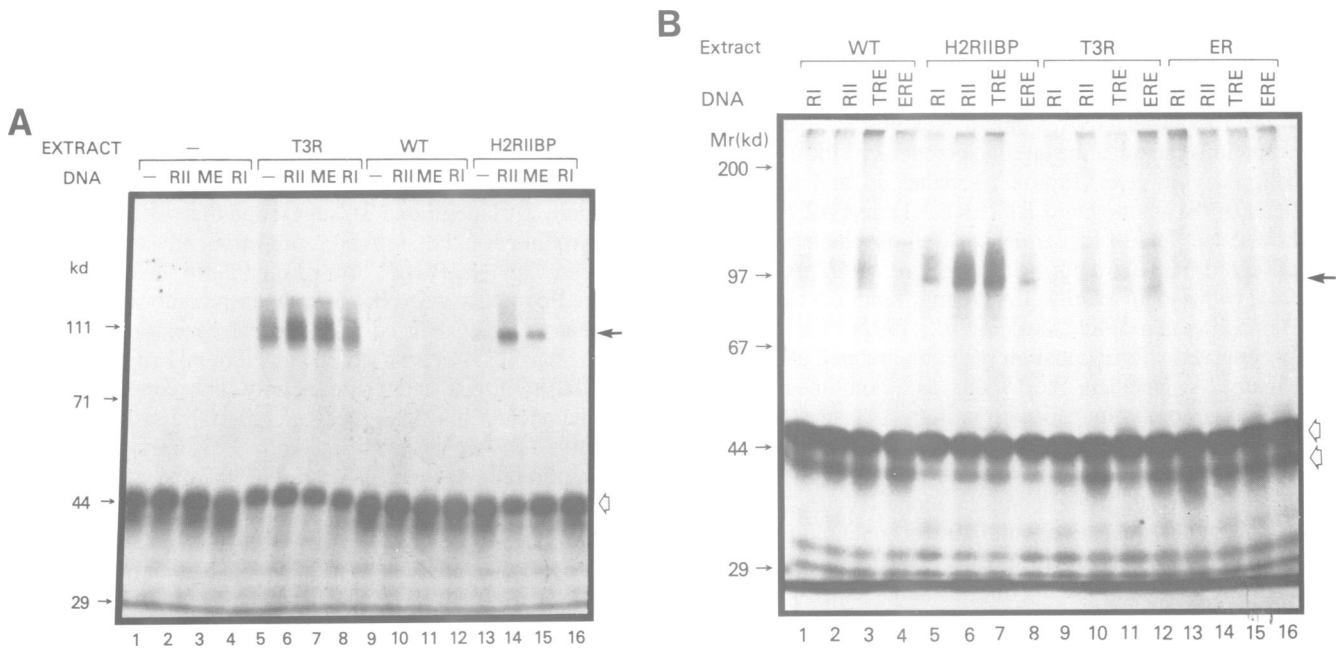 A
EXTRACT — T3R WT H2RIIBP
DNA — RII ME RI — RII ME RI — RII ME RI — RII ME RI
kd
111
71
44
29
1 2 3 4 5 6 7 8 9 10 11 12 13 14 15 16
B
Extract WT H2RIIBP T3R ER
DNA RI RII TRE ERE RI RII TRE ERE RI RII TRE ERE RI RII TRE ERE
Mr(kd)
200
97
67
44
29
1 2 3 4 5 6 7 8 9 10 11 12 13 14 15 16